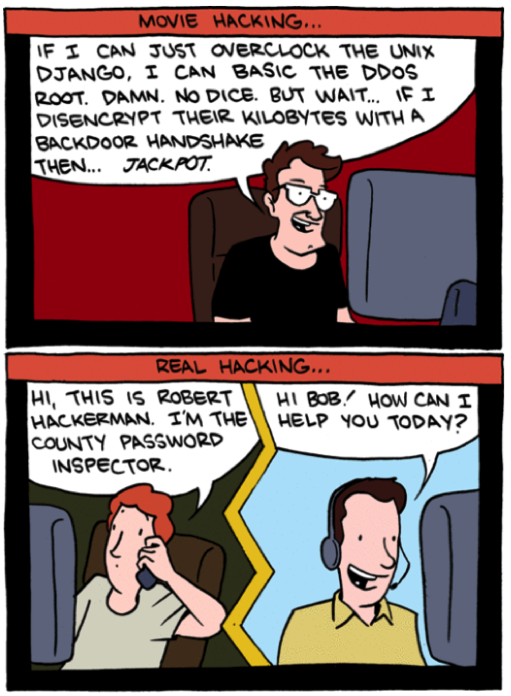 MOVIE HACKING...
IF I CAN JUST OVERCLOCK THE UNIX
DJANGO, I CAN BASIC THE DDOS
ROOT. DAMN. NO DICE. BUT WAIT... IF I
DISENCRYPT THEIR KILOBYTES WITH A
BACKDOOR HANDSHAKE
THEN... JACKPOT.
REAL HACKING...
HI, THIS IS ROBERT
HACKERMAN. I'M THE
COUNTY PASSWORD
INSPECTOR.
HI BOB! HOW CAN I
HELP YOU TODAY?